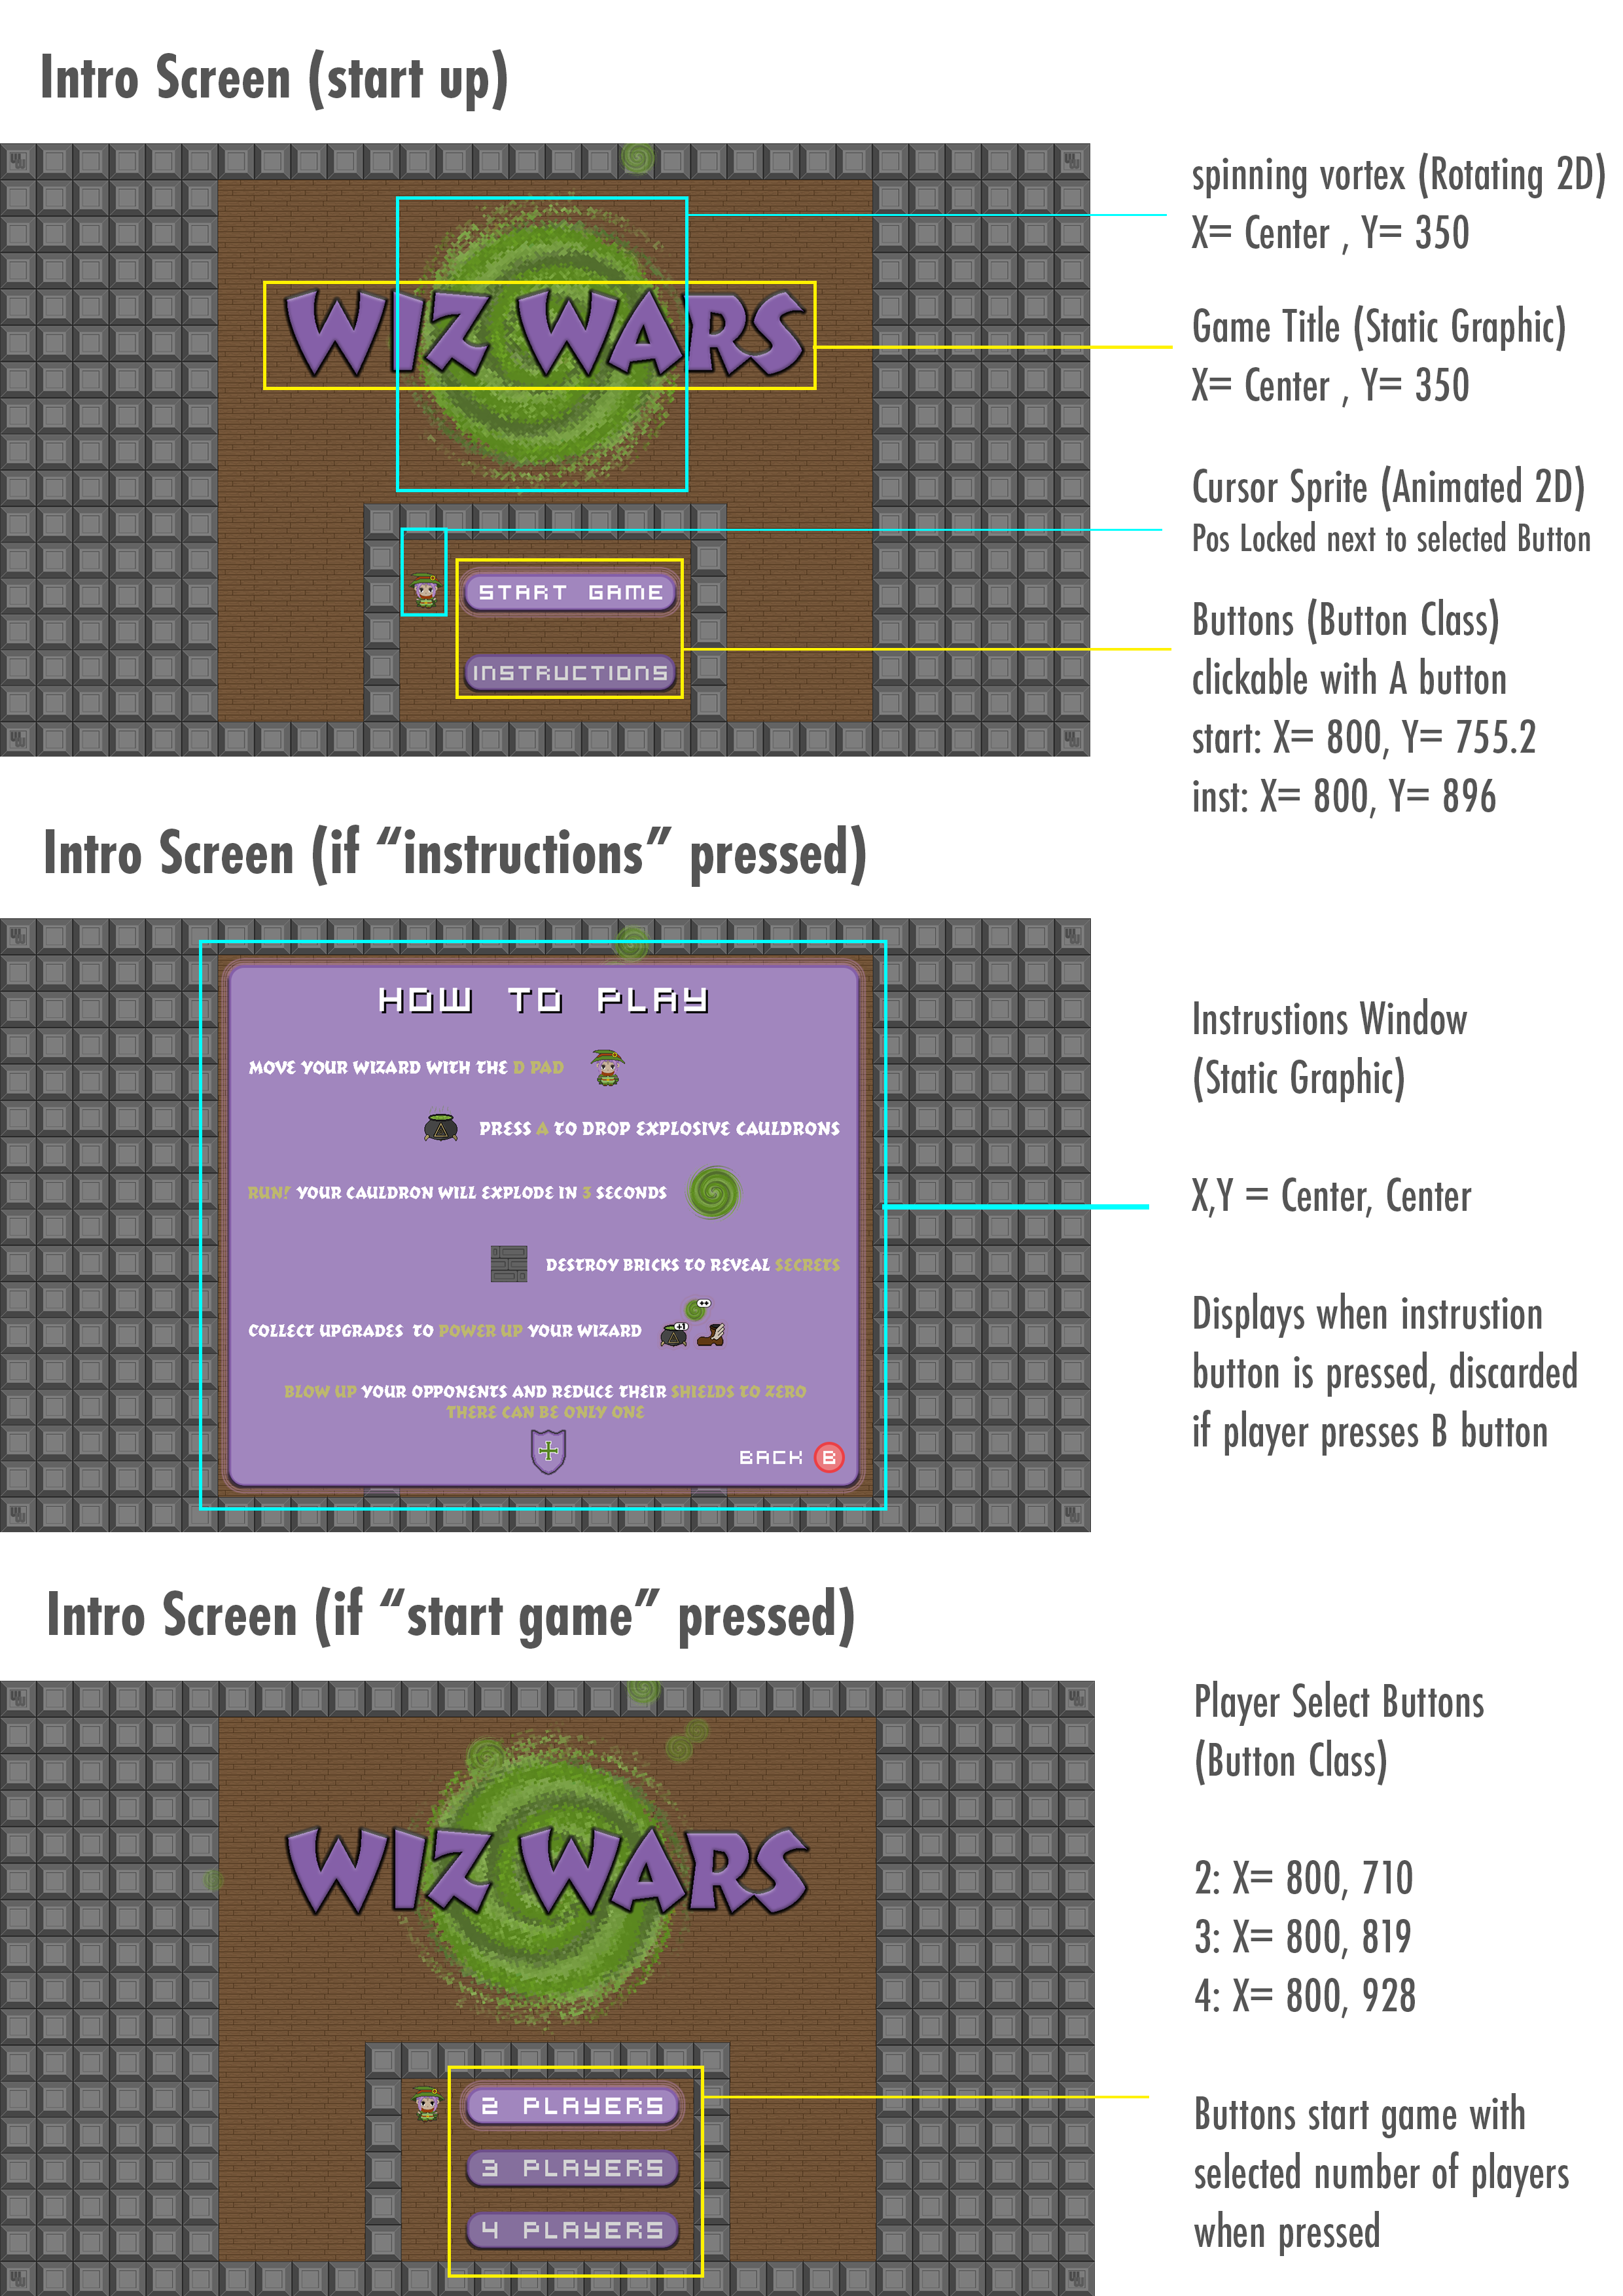 Intro Screen (start up)
spinning vortex (Rotating 2D)
X= Center , Y= 350
WIZ WARS
Game Title (Static Graphic)
X= Center , Y= 350
Cursor Sprite (Animated 2D)
Pos Locked next to selected Button
START GAME
INSTRUCTIONS
Buttons (Button Class)
clickable with A button
start: X= 800, Y= 755.2
inst: X= 800, Y= 896
Intro Screen (if “instructions” pressed)
HOW TO PLAY
MOVE YOUR WIZARD WITH THE D PAD
PRESS A TO DROP EXPLOSIVE CAULDRONS
RUN! YOUR CAULDRON WILL EXPLODE IN 3 SECONDS
DESTROY BRICKS TO REVEAL SECRETS
COLLECT UPGRADES TO POWER UP YOUR WIZARD
+1
BLOW UP YOUR OPPONENTS AND REDUCE THEIR SHIELDS TO ZERO
THERE CAN BE ONLY ONE
BACK B
Instrustions Window
(Static Graphic)
X,Y = Center, Center
Displays when instrustion
button is pressed, discarded
if player presses B button
Intro Screen (if “start game” pressed)
WIZ WARS
2 PLAYERS
3 PLAYERS
4 PLAYERS
Player Select Buttons
(Button Class)
2: X= 800, 710
3: X= 800, 819
4: X= 800, 928
Buttons start game with
selected number of players
when pressed